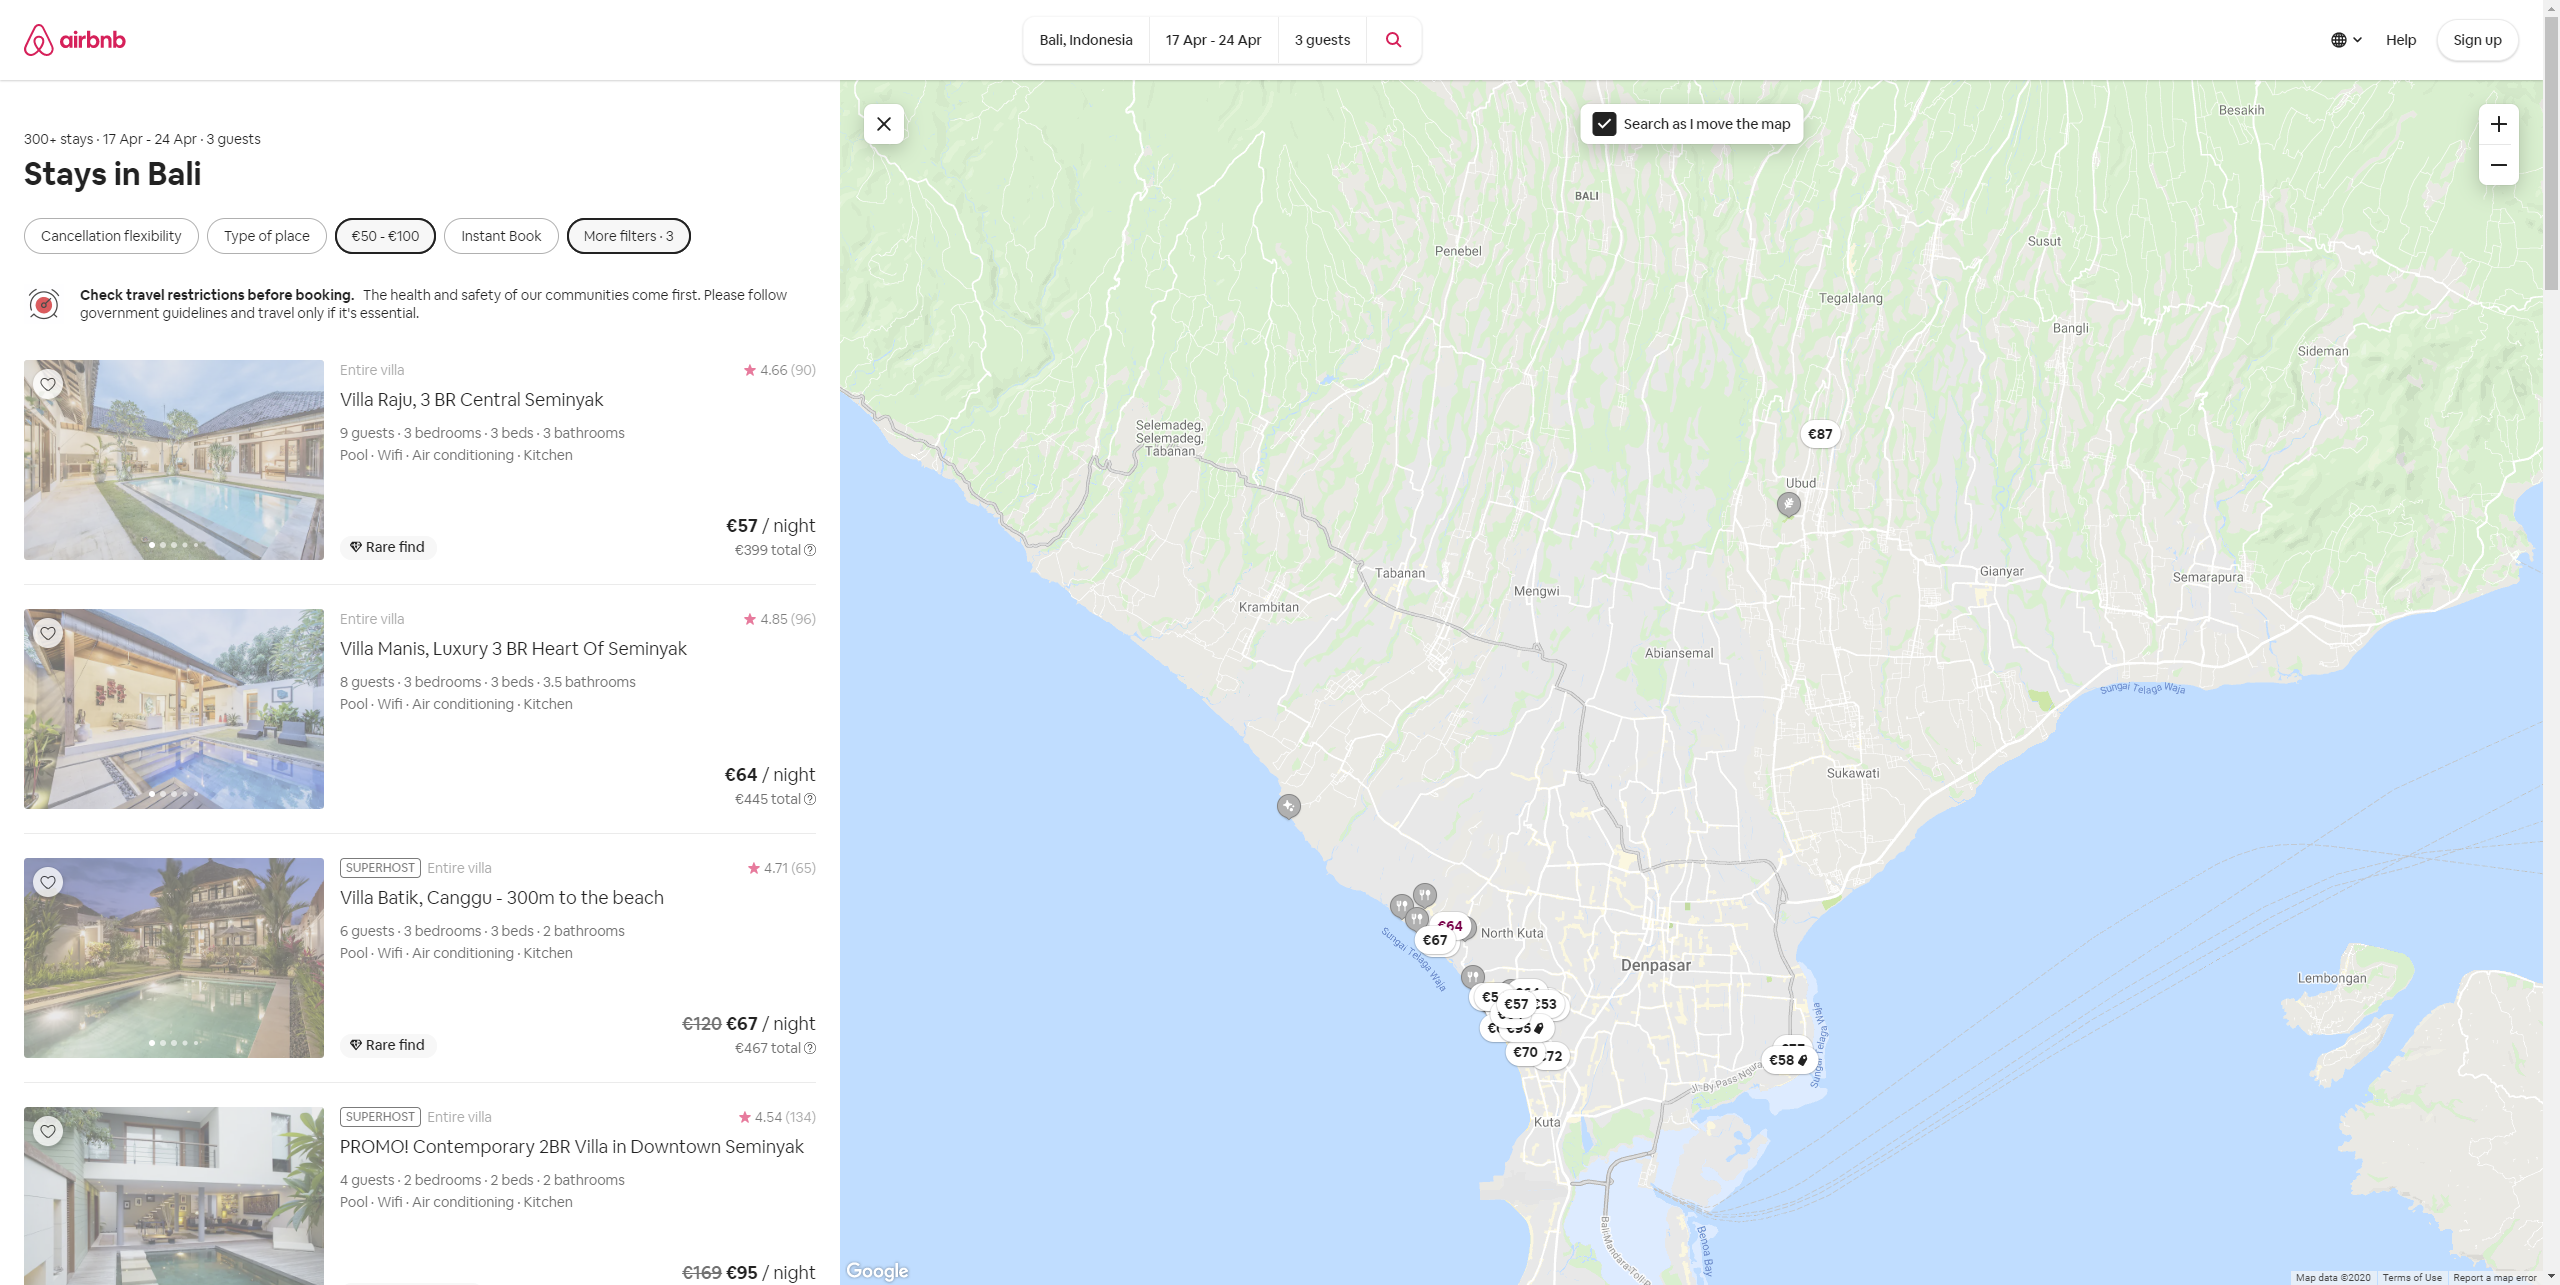 airbnb
Bali, Indonesia
17 Apr - 24 Apr
3 guests
Help
Sign up
300+ stays · 17 Apr - 24 Apr · 3 guests
Stays in Bali
Cancellation flexibility
Type of place
€50 - €100
Instant Book
More filters · 3
Check travel restrictions before booking. The health and safety of our communities come first. Please follow
government guidelines and travel only if it's essential.
Entire villa
4.66 (90)
Villa Raju, 3 BR Central Seminyak
9 guests · 3 bedrooms · 3 beds · 3 bathrooms
Pool · Wifi · Air conditioning · Kitchen
€57 / night
Rare find
€399 total
Entire villa
4.85 (96)
Villa Manis, Luxury 3 BR Heart Of Seminyak
8 guests · 3 bedrooms · 3 beds · 3.5 bathrooms
Pool · Wifi · Air conditioning · Kitchen
€64 / night
€445 total
SUPERHOST Entire villa
4.71 (65)
Villa Batik, Canggu - 300m to the beach
6 guests · 3 bedrooms · 3 beds · 2 bathrooms
Pool · Wifi · Air conditioning · Kitchen
€120 €67 / night
Rare find
€467 total
SUPERHOST Entire villa
4.54 (134)
PROMO! Contemporary 2BR Villa in Downtown Seminyak
4 guests · 2 bedrooms · 2 beds · 2 bathrooms
Pool · Wifi · Air conditioning · Kitchen
€169 €95 / night
Search as I move the map
Besakih
BALI
Penebel
Susut
Tegalalang
Bangli
Sideman
Selemadeg,
Selemadeg,
Tabanan
€87
Ubud
Tabanan
Mengwi
Gianyar
Semarapura
Krambitan
Abiansemal
Sungai Telaga Waja
Sukawati
€64
€67
North Kuta
Sungai Telaga Waja
Denpasar
Lembongan
€57
€53
€95
€70
€72
€58
Sungai Telaga Waja
Jl. By Pass Ngura
Kuta
Bali Mandara Toll R
Benoa Bay
Google
Map data ©2020
Terms of Use
Report a map error